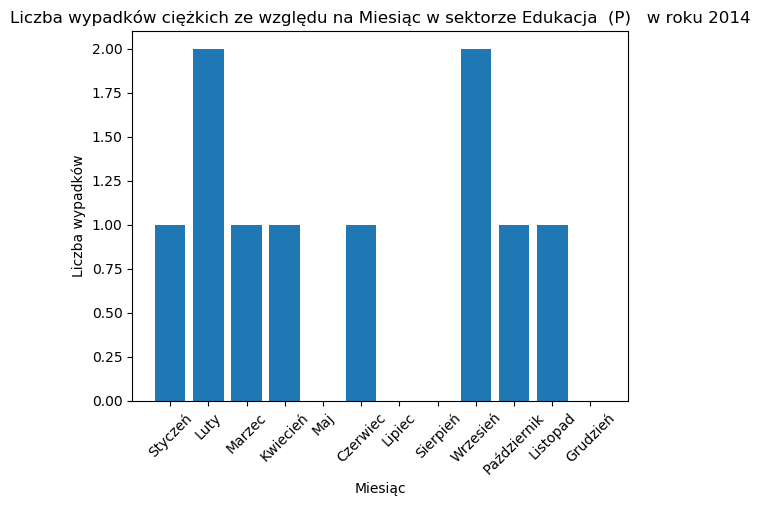 Liczba wypadków ciężkich ze względu na Miesiąc w sektorze Edukacja  (P)   w roku 2014
2.00
1.75
1.50
1.25
1.00
0.75
0.50
0.25
0.00
Liczba wypadków
Styczeń
Luty
Marzec
Kwiecień
Maj
Czerwiec
Lipiec
Sierpień
Wrzesień
Październik
Listopad
Grudzień
Miesiąc